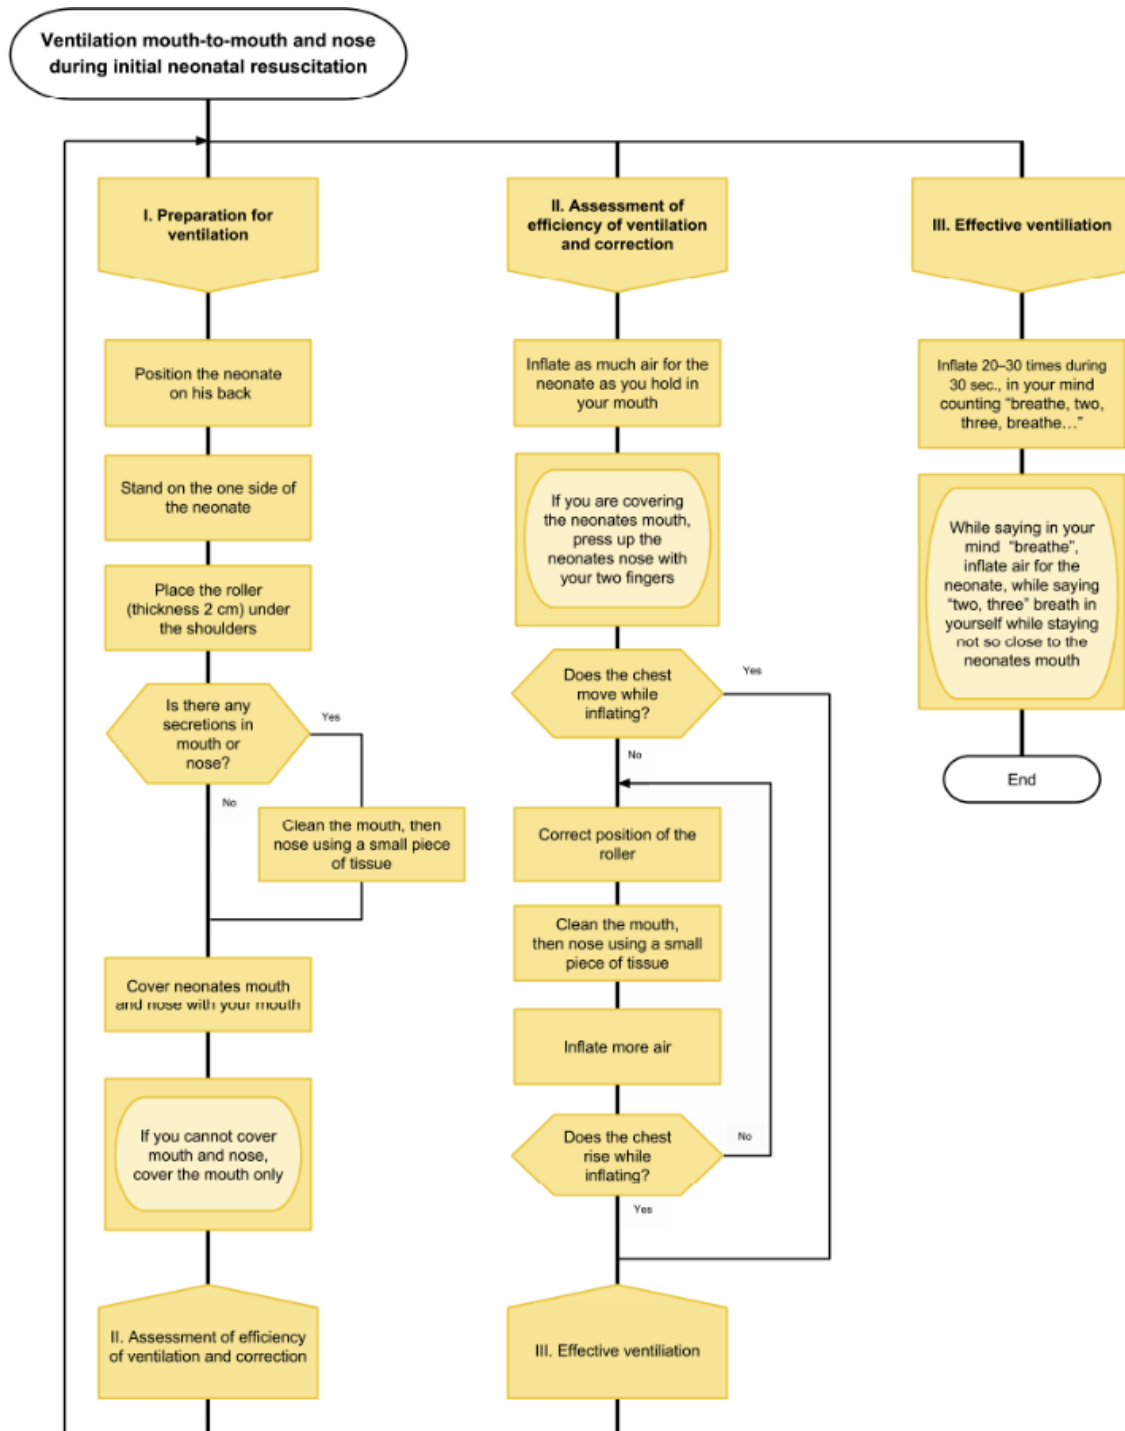 Ventilation mouth-to-mouth and nose
during initial neonatal resuscitation
I. Preparation for
ventilation
Position the neonate
on his back
Stand on the one side of
the neonate
Place the roller
(thickness 2 cm) under
the shoulders
Is there any
secretions in
mouth or
nose?
Yes
No
Clean the mouth, then
nose using a small piece
of tissue
Cover neonates mouth
and nose with your mouth
If you cannot cover
mouth and nose,
cover the mouth only
II. Assessment of efficiency
of ventilation and correction
II. Assessment of
efficiency of ventilation
and correction
Inflate as much air for the
neonate as you hold in
your mouth
If you are covering
the neonates mouth,
press up the
neonates nose with
your two fingers
Does the chest
move while
inflating?
Yes
No
Correct position of the
roller
Clean the mouth,
then nose using a small
piece of tissue
Inflate more air
Does the chest
rise while
inflating?
No
Yes
III. Effective ventiliation
III. Effective ventiliation
Inflate 20–30 times during
30 sec., in your mind
counting “breathe, two,
three, breathe…”
While saying in your
mind “breathe”,
inflate air for the
neonate, while saying
“two, three” breath in
yourself while staying
not so close to the
neonates mouth
End